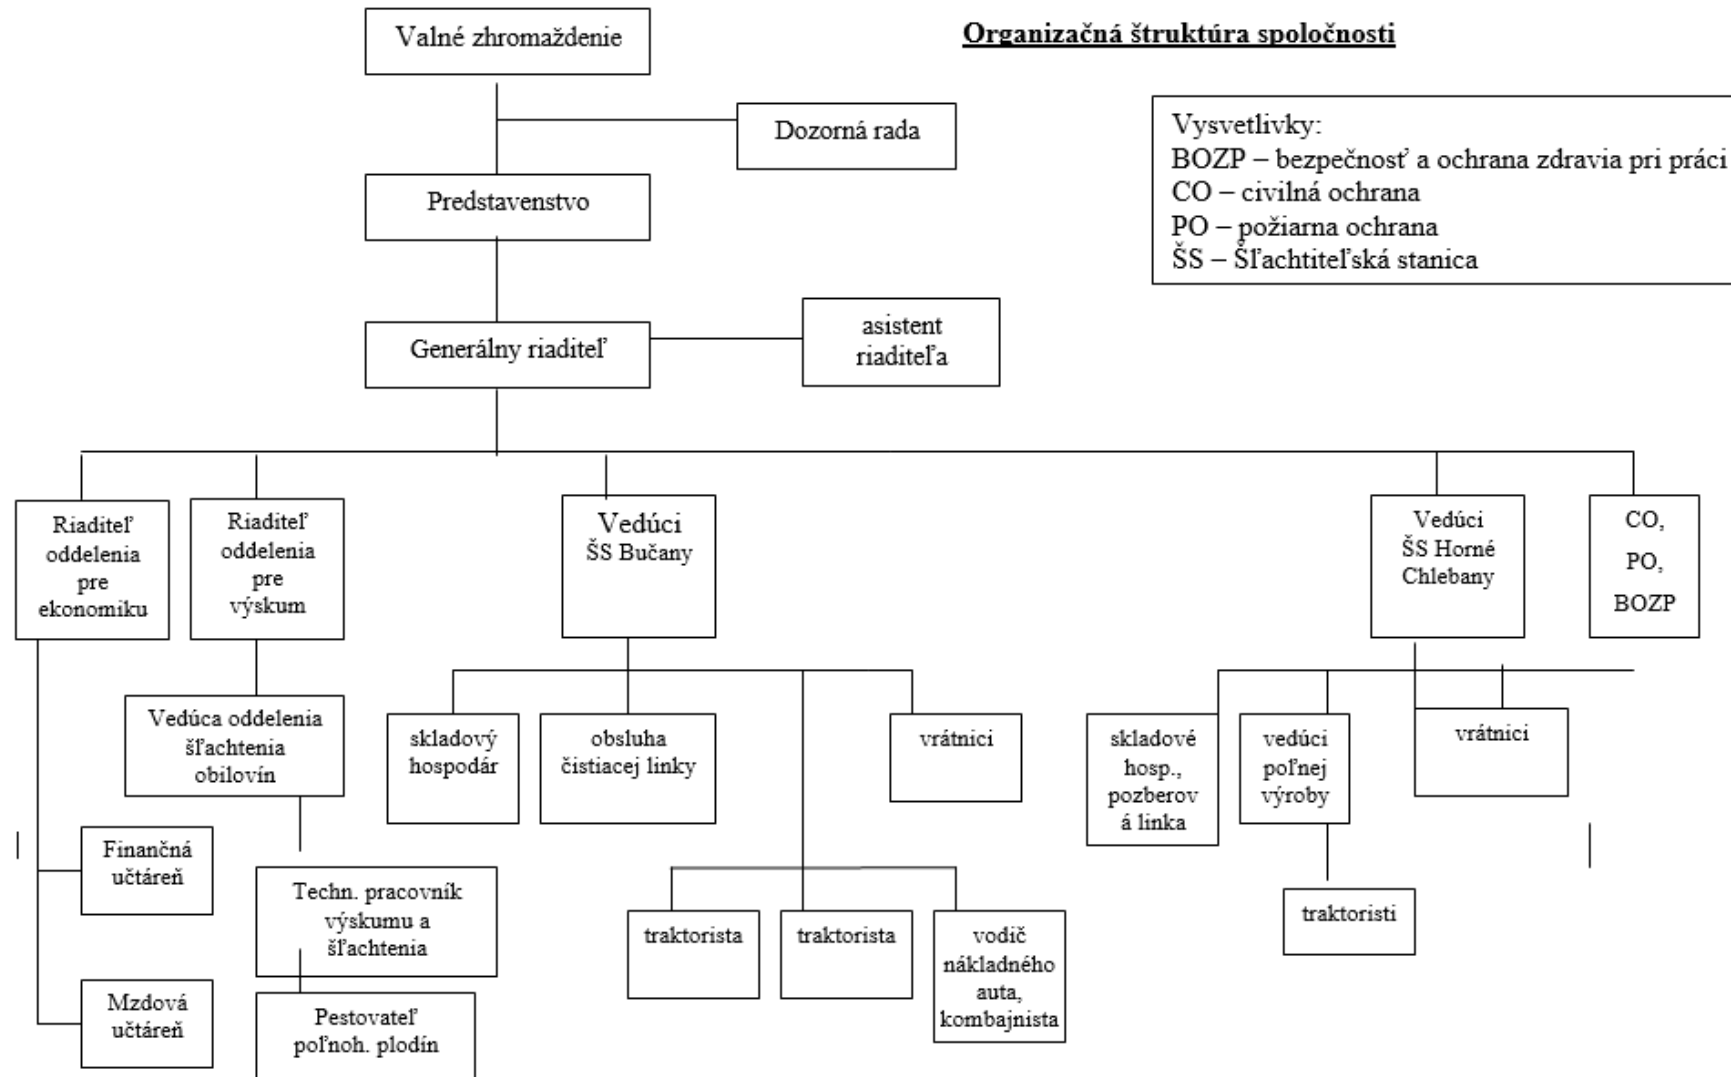 Valné zhromaždenie
Organizačná štruktúra spoločnosti
Dozorná rada
Vysvetlivky:
BOZP – bezpečnosť a ochrana zdravia pri práci
CO – civilná ochrana
PO – požiarna ochrana
ŠS – Šľachtiteľská stanica
Predstavenstvo
Generálny riaditeľ
asistent
riaditeľa
Riaditeľ
oddelenia
pre
ekonomiku
Riaditeľ
oddelenia
pre
výskum
Vedúci
ŠS Bučany
Vedúci
ŠS Horné
Chlebany
CO,
PO,
BOZP
Vedúca oddelenia
šľachtenia
obilovín
skladový
hospodár
obsluha
čistiacej linky
vrátnici
skladové
hosp.,
pozberov
á linka
vedúci
poľnej
výroby
vrátnici
Finančná
učtáreň
Techn. pracovník
výskumu a
šľachtenia
traktorista
traktorista
vodič
nákladného
auta,
kombajnista
traktoristi
Mzdová
učtáreň
Pestovateľ
poľnoh. plodín